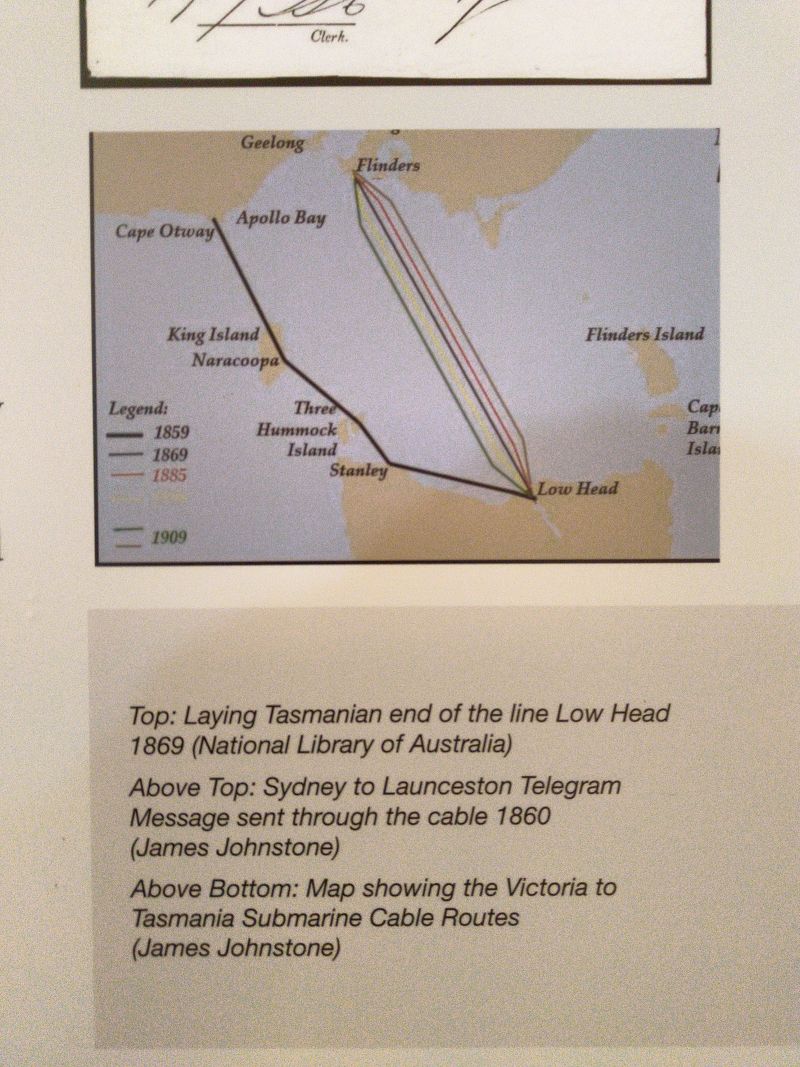 Clerk.
Geelong
Flinders
Apollo Bay
Cape Otway
King Island
Naracoopa
Flinders Island
Legend:
1859
1869
1885
1909
Three
Hummock
Island
Stanley
Low Head
Cap
Barr
Isla
Top: Laying Tasmanian end of the line Low Head
1869 (National Library of Australia)
Above Top: Sydney to Launceston Telegram
Message sent through the cable 1860
(James Johnstone)
Above Bottom: Map showing the Victoria to
Tasmania Submarine Cable Routes
(James Johnstone)